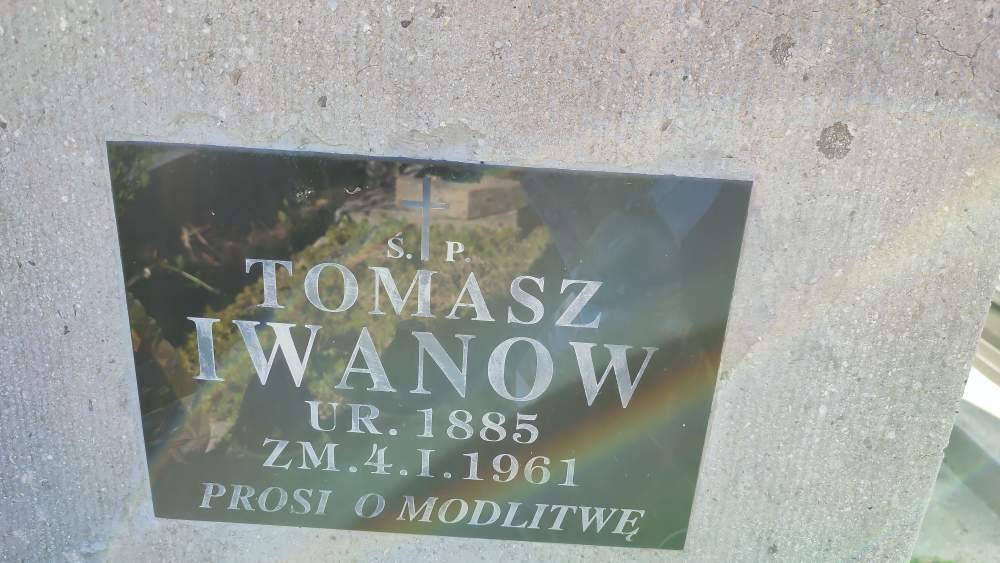 Ś. P.
TOMASZ
IWANOW
UR. 1885
ZM. 4. I. 1961
PROSI O MODLITWĘ